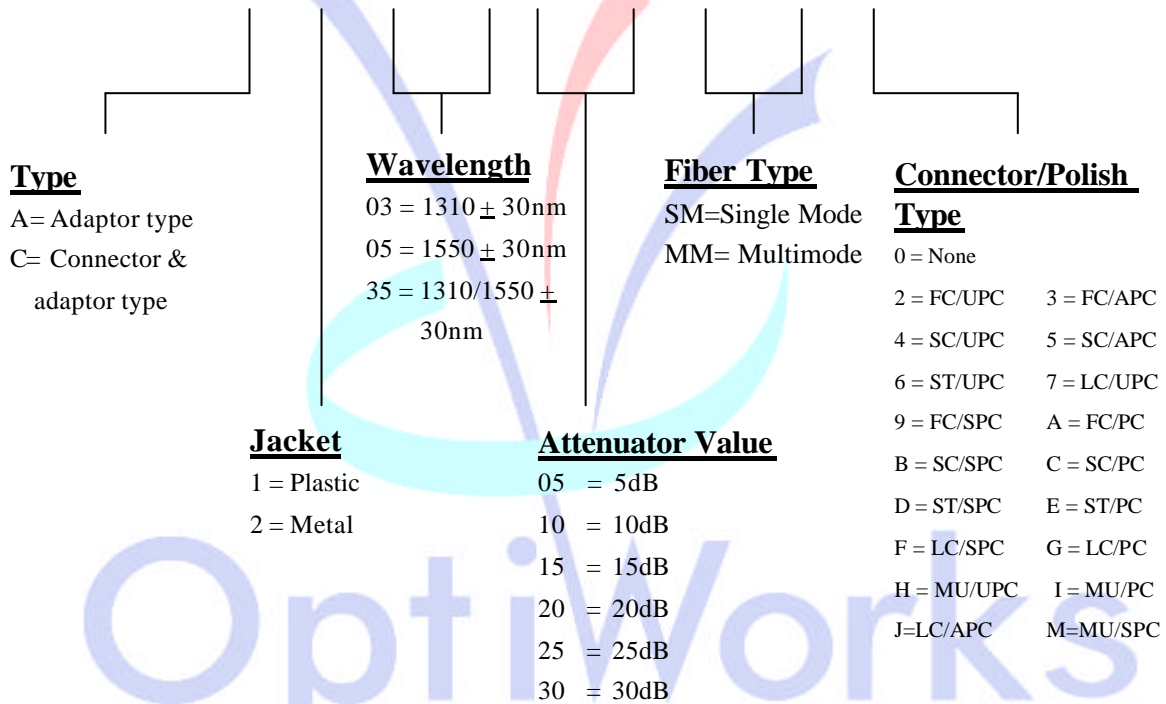 Type
A= Adaptor type
C= Connector &
adaptor type
Wavelength
03 = 1310 ± 30nm
05 = 1550 ± 30nm
35 = 1310/1550 ±
30nm
Fiber Type
SM=Single Mode
MM= Multimode
Connector/Polish
Type
0 = None
2 = FC/UPC 3 = FC/APC
4 = SC/UPC 5 = SC/APC
6 = ST/UPC 7 = LC/UPC
9 = FC/SPC A = FC/PC
B = SC/SPC C = SC/PC
D = ST/SPC E = ST/PC
F = LC/SPC G = LC/PC
H = MU/UPC I = MU/PC
J=LC/APC M=MU/SPC
Jacket
1 = Plastic
2 = Metal
Attenuator Value
05 = 5dB
10 = 10dB
15 = 15dB
20 = 20dB
25 = 25dB
30 = 30dB
OptiWorks